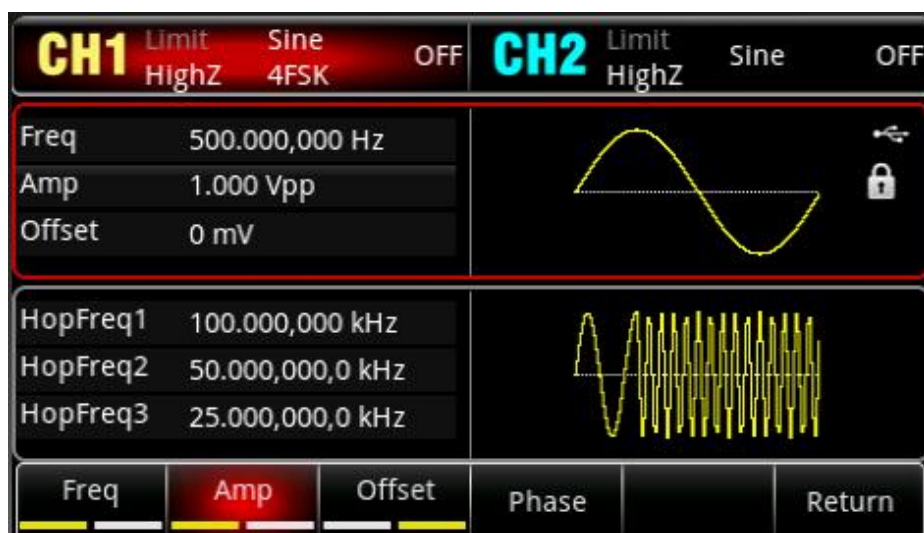 CH1 Limit Sine OFF CH2 Limit Sine OFF
HighZ 4FSK HighZ
Freq 500.000,000 Hz
Amp 1.000 Vpp
Offset 0 mV
HopFreq1 100.000,000 kHz
HopFreq2 50.000,000,0 kHz
HopFreq3 25.000,000,0 kHz
Freq Amp Offset Phase Return